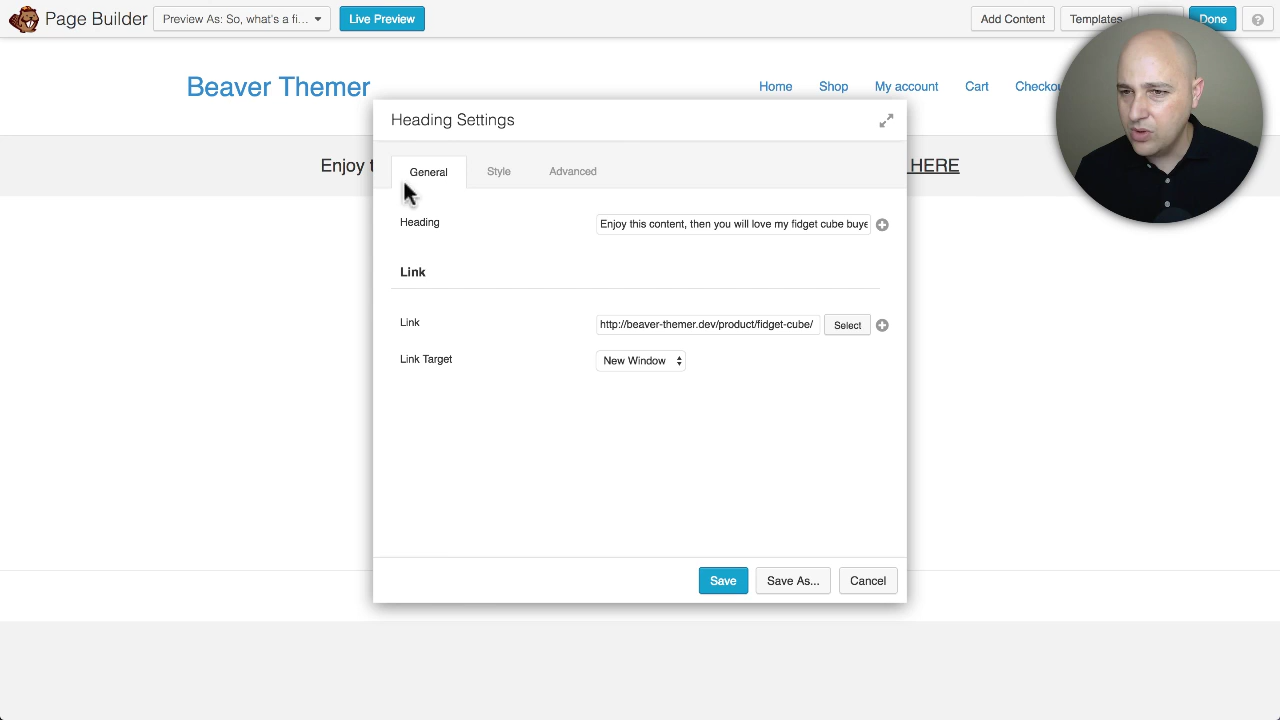 Page Builder
Preview As: So, what's a fi...
Live Preview
Add Content
Templates
Done
Beaver Themer
Home
Shop
My account
Cart
Checkou
Heading Settings
Enjoy t
HERE
General
Style
Advanced
Heading
Enjoy this content, then you will love my fidget cube buye
Link
Link
http://beaver-themer.dev/product/fidget-cube/
Select
Link Target
New Window
Save
Save As...
Cancel